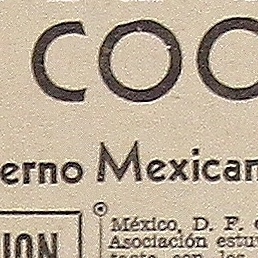 COO
erno Mexican
ION
México, D. F.
Asociación estu